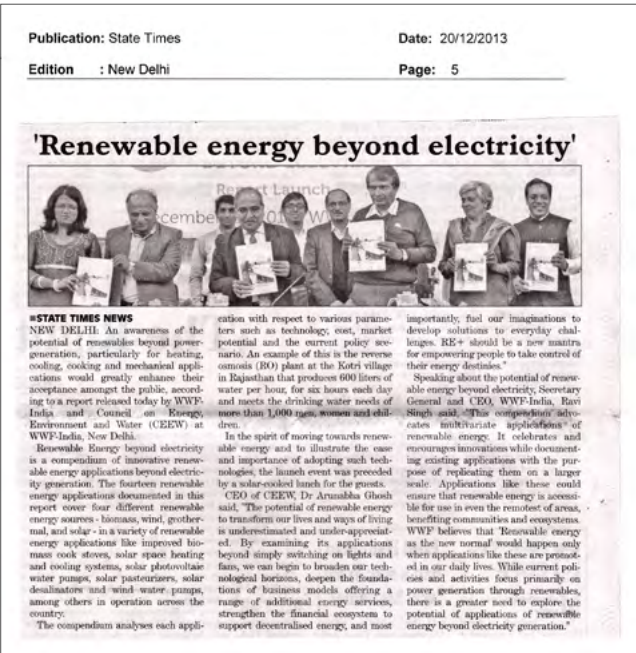 Publication: State Times
Date: 20/12/2013
Edition : New Delhi
Page: 5
'Renewable energy beyond electricity'
Report Launch
cember
■STATE TIMES NEWS
NEW DELHI: An awareness of the
potential of renewables beyond power-
generation, particularly for heating,
cooling, cooking and mechanical appli-
cations would greatly enhance their
acceptance amongst the public, accord-
ing to a report released today by WWF-
India and Council on Energy,
Environment and Water (CEEW) at
WWF-India, New Delhi.
Renewable Energy beyond electricity
is a compendium of innovative renew-
able energy applications beyond electric-
ity generation. The fourteen renewable
energy applications documented in this
report cover four different renewable
energy sources - biomass, wind, geother-
mal, and solar - in a variety of renewable
energy applications like improved bio-
mass cook stoves, solar space heating
and cooling systems, solar photovoltaic
water pumps, solar pasteurizers, solar
desalinators and wind water pumps,
among others in operation across the
country.
The compendium analyses each appli-
cation with respect to various parame-
ters such as technology, cost, market
potential and the current policy sce-
nario. An example of this is the reverse
osmosis (RO) plant at the Kotri village
in Rajasthan that produces 600 liters of
water per hour, for six hours each day
and meets the drinking water needs of
more than 1,000 men, women and chil-
dren.
In the spirit of moving towards renew-
able energy and to illustrate the ease
and importance of adopting such tech-
nologies, the launch event was preceded
by a solar-cooked lunch for the guests.
CEO of CEEW, Dr Arunabha Ghosh
said, "The potential of renewable energy
to transform our lives and ways of living
is underestimated and under-appreciat-
ed. By examining its applications
beyond simply switching on lights and
fans, we can begin to broaden our tech-
nological horizons, deepen the founda-
tions of business models offering a
range of additional energy services,
strengthen the financial ecosystem to
support decentralised energy, and most
importantly, fuel our imaginations to
develop solutions to everyday chal-
lenges. RE+ should be a new mantra
for empowering people to take control of
their energy destinies."
Speaking about the potential of renew-
able energy beyond electricity, Secretary
General and CEO, WWF-India, Ravi
Singh said, "This compendium advo-
cates multivariate applications of
renewable energy. It celebrates and
encourages innovations while document-
ing existing applications with the pur-
pose of replicating them on a larger
scale. Applications like these could
ensure that renewable energy is accessi-
ble for use in even the remotest of areas,
benefiting communities and ecosystems.
WWF believes that 'Renewable energy
as the new normal' would happen only
when applications like these are promot-
ed in our daily lives. While current poli-
cies and activities focus primarily on
power generation through renewables,
there is a greater need to explore the
potential of applications of renewable
energy beyond electricity generation."